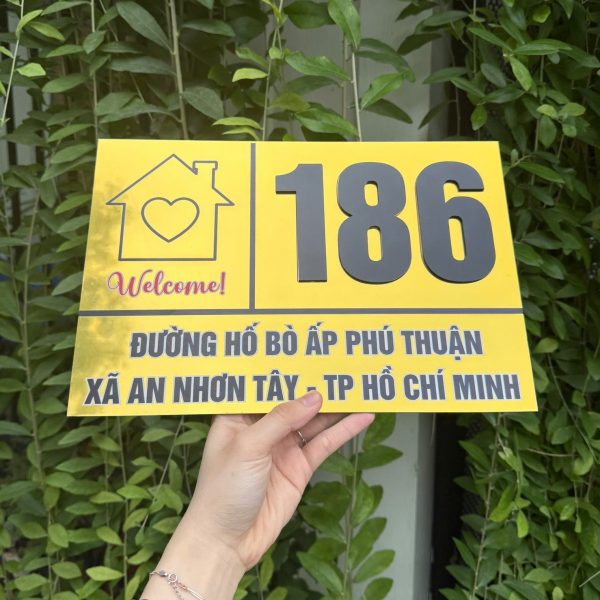 186
Welcome!
ĐƯỜNG HỐ BÒ ẤP PHÚ THUẬN
XÃ AN NHƠN TÂY - TP HỒ CHÍ MINH